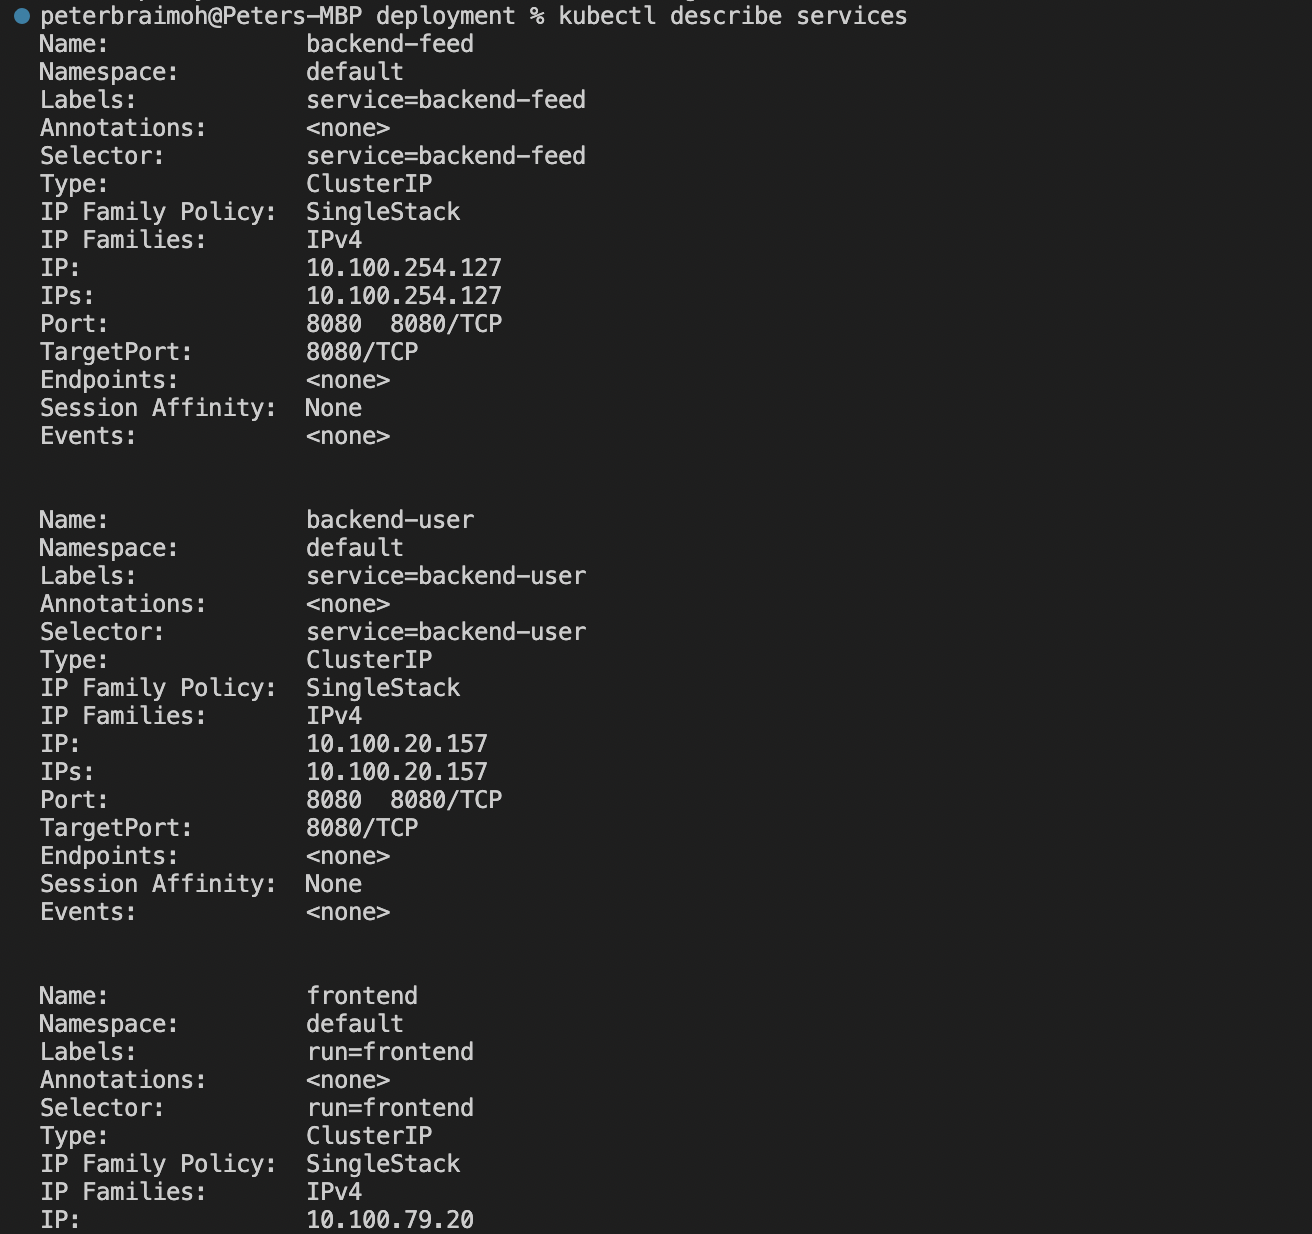 peterbraimoh@Peters-MBP deployment % kubectl describe services
Name:              backend-feed
Namespace:         default
Labels:            service=backend-feed
Annotations:       <none>
Selector:          service=backend-feed
Type:              ClusterIP
IP Family Policy:  SingleStack
IP Families:       IPv4
IP:                10.100.254.127
IPs:               10.100.254.127
Port:              8080  8080/TCP
TargetPort:        8080/TCP
Endpoints:         <none>
Session Affinity:  None
Events:            <none>
Name:              backend-user
Namespace:         default
Labels:            service=backend-user
Annotations:       <none>
Selector:          service=backend-user
Type:              ClusterIP
IP Family Policy:  SingleStack
IP Families:       IPv4
IP:                10.100.20.157
IPs:               10.100.20.157
Port:              8080  8080/TCP
TargetPort:        8080/TCP
Endpoints:         <none>
Session Affinity:  None
Events:            <none>
Name:              frontend
Namespace:         default
Labels:            run=frontend
Annotations:       <none>
Selector:          run=frontend
Type:              ClusterIP
IP Family Policy:  SingleStack
IP Families:       IPv4
IP:                10.100.79.20